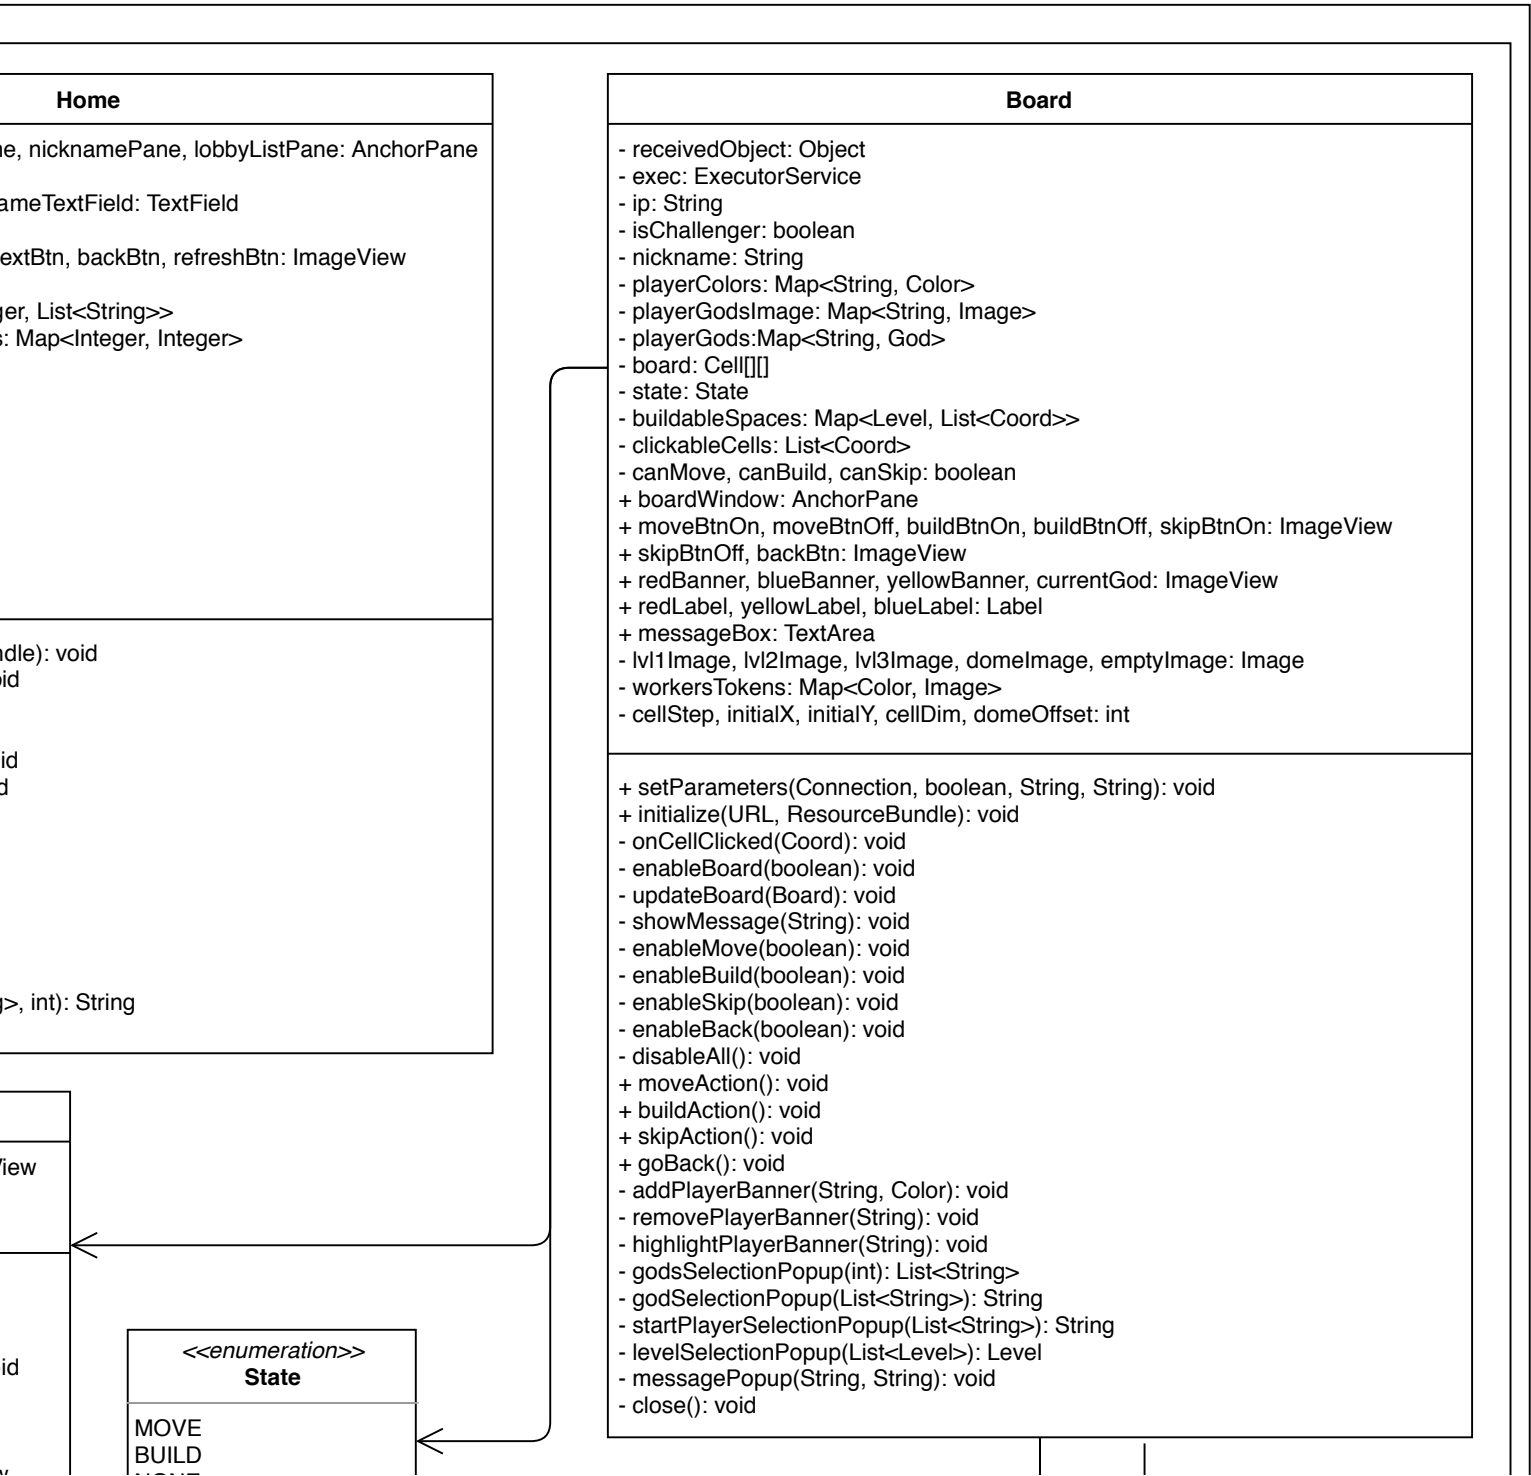 Home
nicknamePane, lobbyListPane: AnchorPane
TextField
backBtn, refreshBtn: ImageView
List<String>>
Map<Integer, Integer>
void
int): String
<<enumeration>>
State
MOVE
BUILD
Board
- receivedObject: Object
- exec: ExecutorService
- ip: String
- isChallenger: boolean
- nickname: String
- playerColors: Map<String, Color>
- playerGodsImage: Map<String, Image>
- playerGods:Map<String, God>
- board: Cell[][]
- state: State
- buildableSpaces: Map<Level, List<Coord>>
- clickableCells: List<Coord>
- canMove, canBuild, canSkip: boolean
+ boardWindow: AnchorPane
+ moveBtnOn, moveBtnOff, buildBtnOn, buildBtnOff, skipBtnOn: ImageView
+ skipBtnOff, backBtn: ImageView
+ redBanner, blueBanner, yellowBanner, currentGod: ImageView
+ redLabel, yellowLabel, blueLabel: Label
+ messageBox: TextArea
- lvl1Image, lvl2Image, lvl3Image, domeImage, emptyImage: Image
- workersTokens: Map<Color, Image>
- cellStep, initialX, initialY, cellDim, domeOffset: int
+ setParameters(Connection, boolean, String, String): void
+ initialize(URL, ResourceBundle): void
- onCellClicked(Coord): void
- enableBoard(boolean): void
- updateBoard(Board): void
- showMessage(String): void
- enableMove(boolean): void
- enableBuild(boolean): void
- enableSkip(boolean): void
- enableBack(boolean): void
- disableAll(): void
+ moveAction(): void
+ buildAction(): void
+ skipAction(): void
+ goBack(): void
- addPlayerBanner(String, Color): void
- removePlayerBanner(String): void
- highlightPlayerBanner(String): void
- godsSelectionPopup(int): List<String>
- godSelectionPopup(List<String>): String
- startPlayerSelectionPopup(List<String>): String
- levelSelectionPopup(List<Level>): Level
- messagePopup(String, String): void
- close(): void